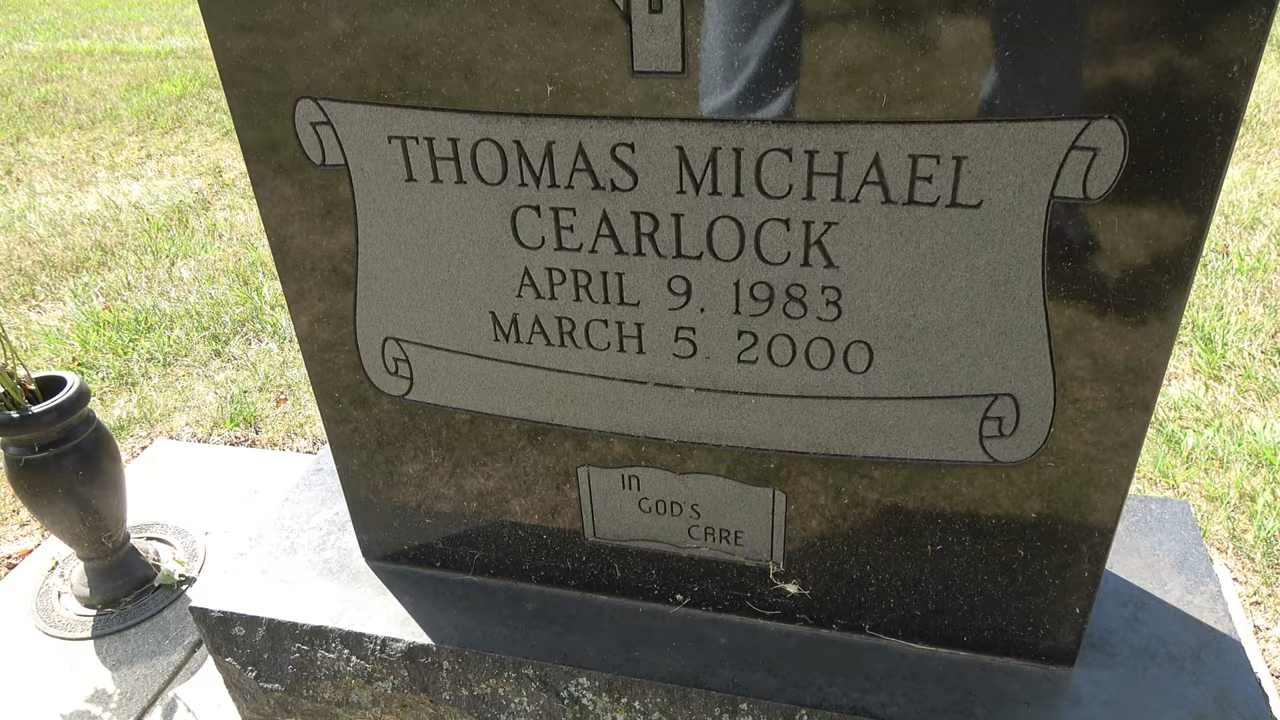 THOMAS MICHAEL
CEARLOCK
APRIL 9, 1983
MARCH 5 2000
IN
GOD'S
CARE